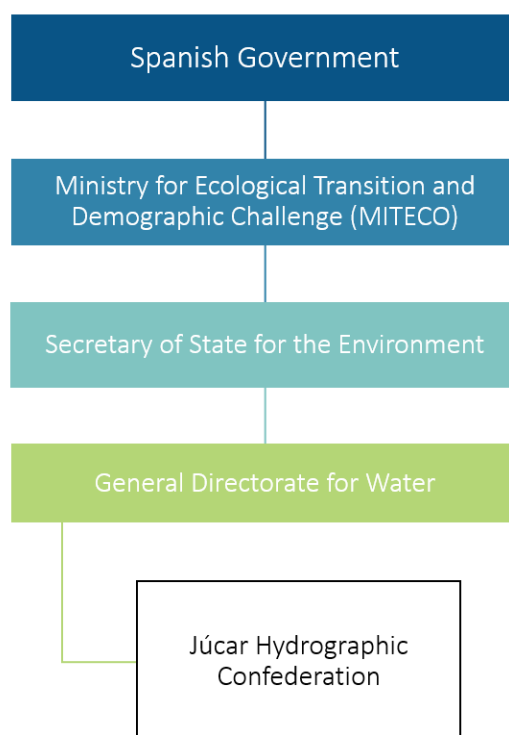 Spanish Government
Ministry for Ecological Transition and
Demographic Challenge (MITECO)
Secretary of State for the Environment
General Directorate for Water
Júcar Hydrographic
Confederation